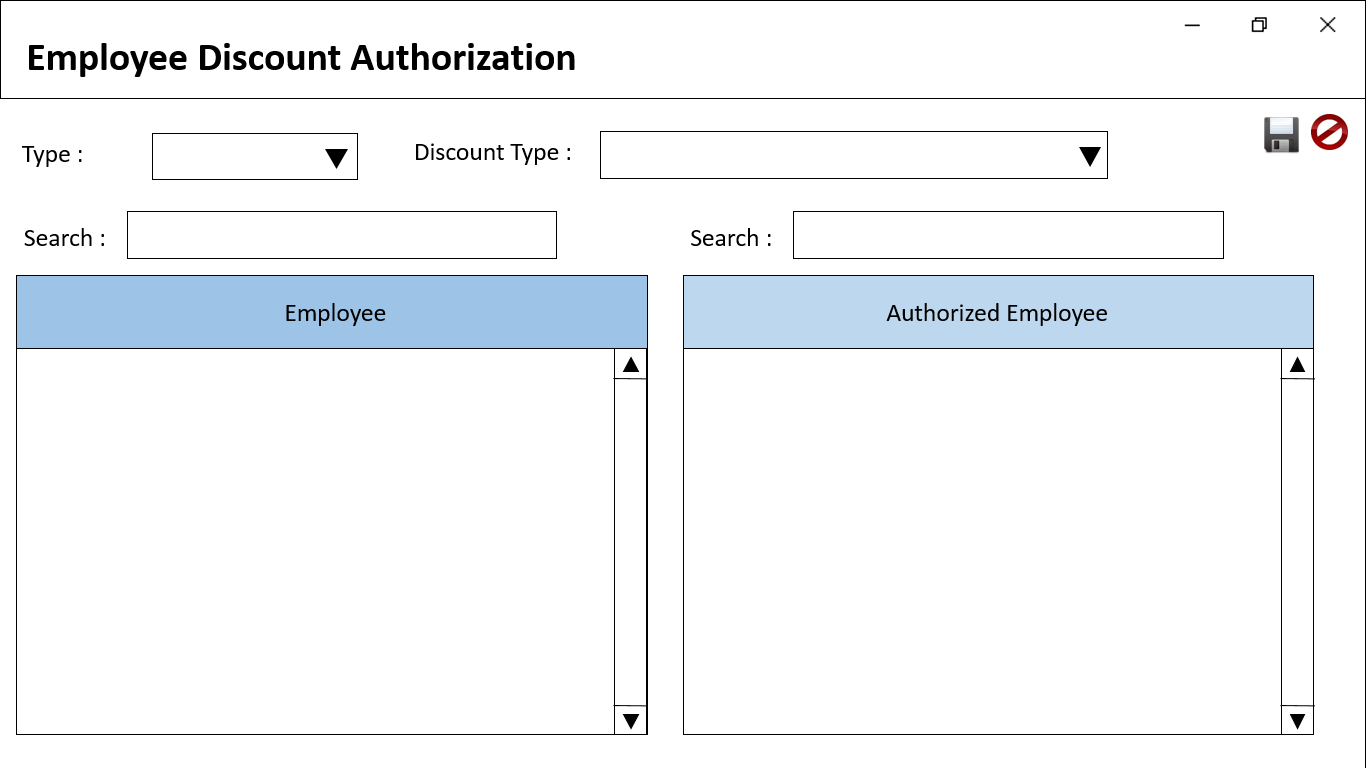 Employee Discount Authorization
Type :
Discount Type :
Search :
Search :
Employee
Authorized Employee